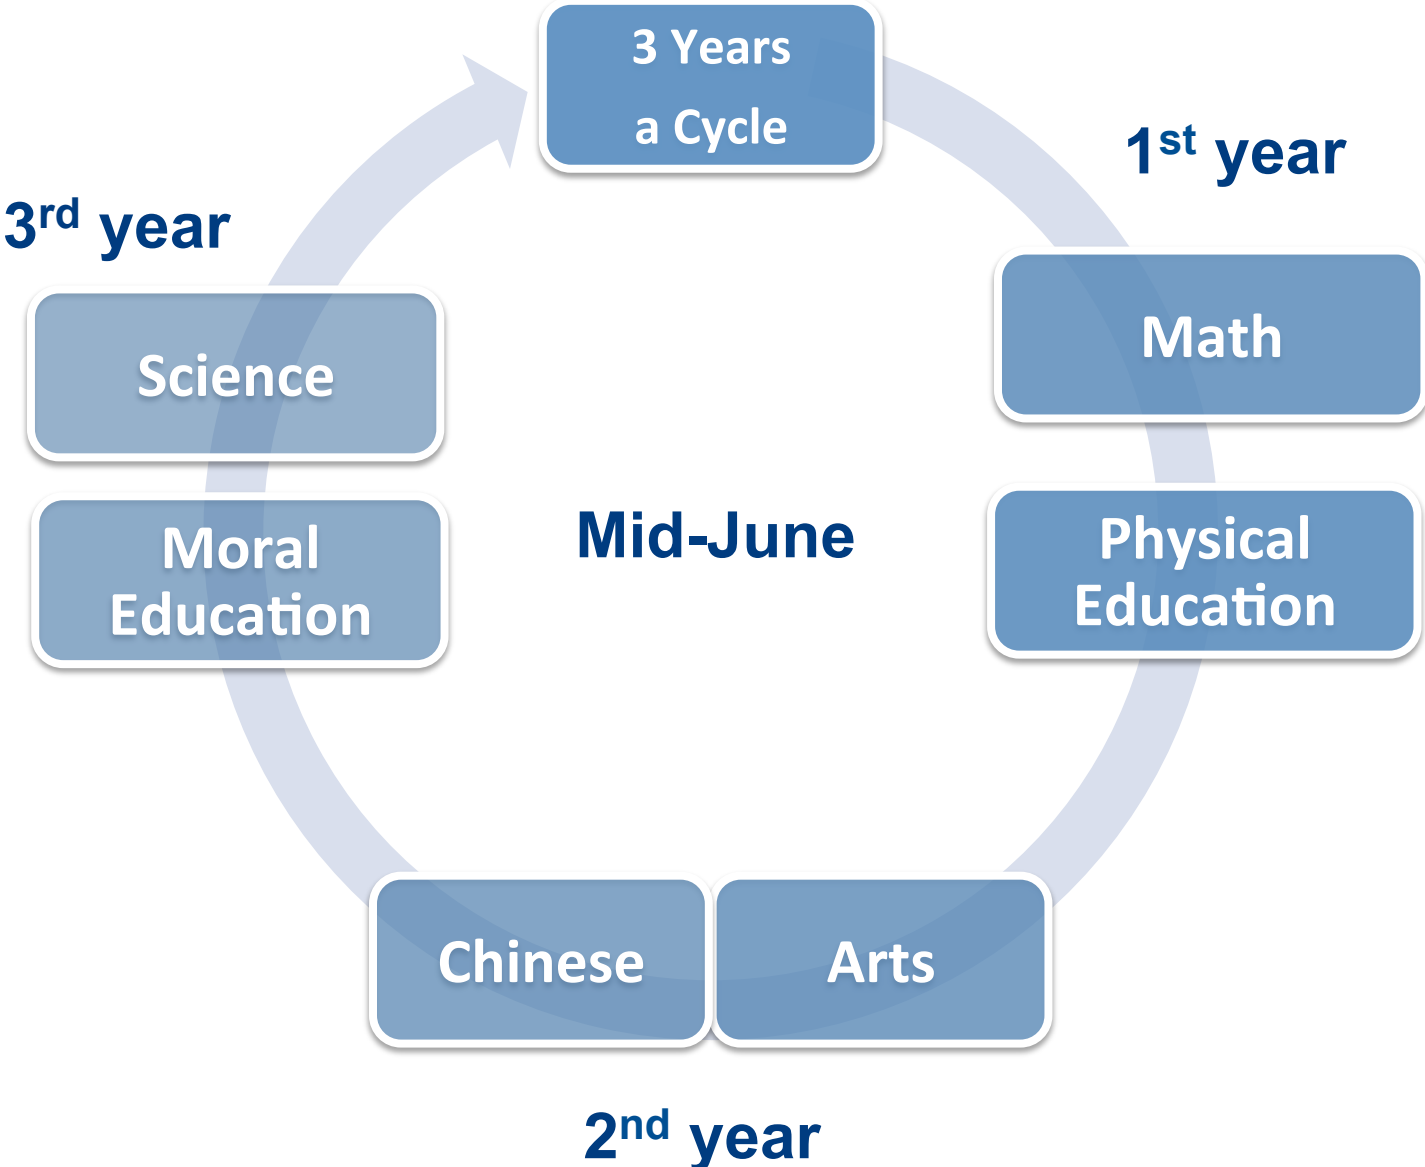 3 Years
a Cycle
1st year
Math
Physical
Education
Mid-June
Arts
Chinese
2nd year
3rd year
Moral
Education
Science